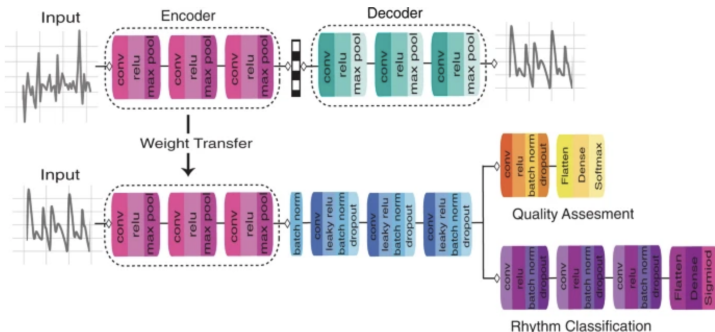 Input
Encoder
Decoder
conv
relu
max pool
conv
relu
max pool
conv
relu
max pool
conv
relu
max pool
conv
relu
max pool
conv
relu
max pool
Weight Transfer
Input
conv
relu
max pool
conv
relu
max pool
conv
relu
max pool
batch norm
conv
leaky relu
batch norm
dropout
conv
leaky relu
batch norm
dropout
conv
leaky relu
batch norm
dropout
conv
relu
batch norm
dropout
Flatten
Dense
Softmax
Quality Assesment
conv
relu
batch norm
dropout
conv
relu
batch norm
dropout
conv
relu
batch norm
dropout
Flatten
Dense
Sigmiod
Rhythm Classification